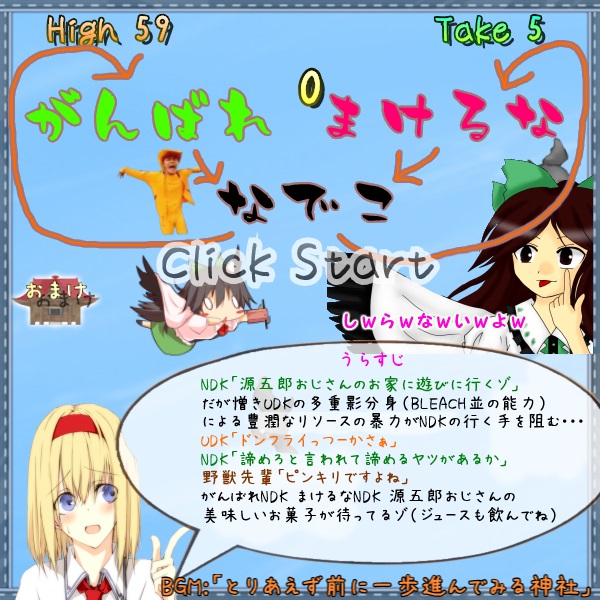 High 59
Take 5
0
がんばれ まけるな
なでこ
Click Start
おまけ
しwらwなwいwよw
うらすじ
NDK「源五郎おじさんのお家に遊びに行くゾ」
だが憎きUDKの多重影分身(BLEACH並の能力)
による豊潤なリソースの暴力がNDKの行く手を阻む・・・
UDK「ドンフライっつーかさぁ」
NDK「諦めろと言われて諦めるヤツがあるか」
野獣先輩「ピンキリですよね」
がんばれNDK まけるなNDK 源五郎おじさんの
美味しいお菓子が待ってるゾ(ジュースも飲んでね)
BGM:「とりあえず前に一歩進んでみる神社」